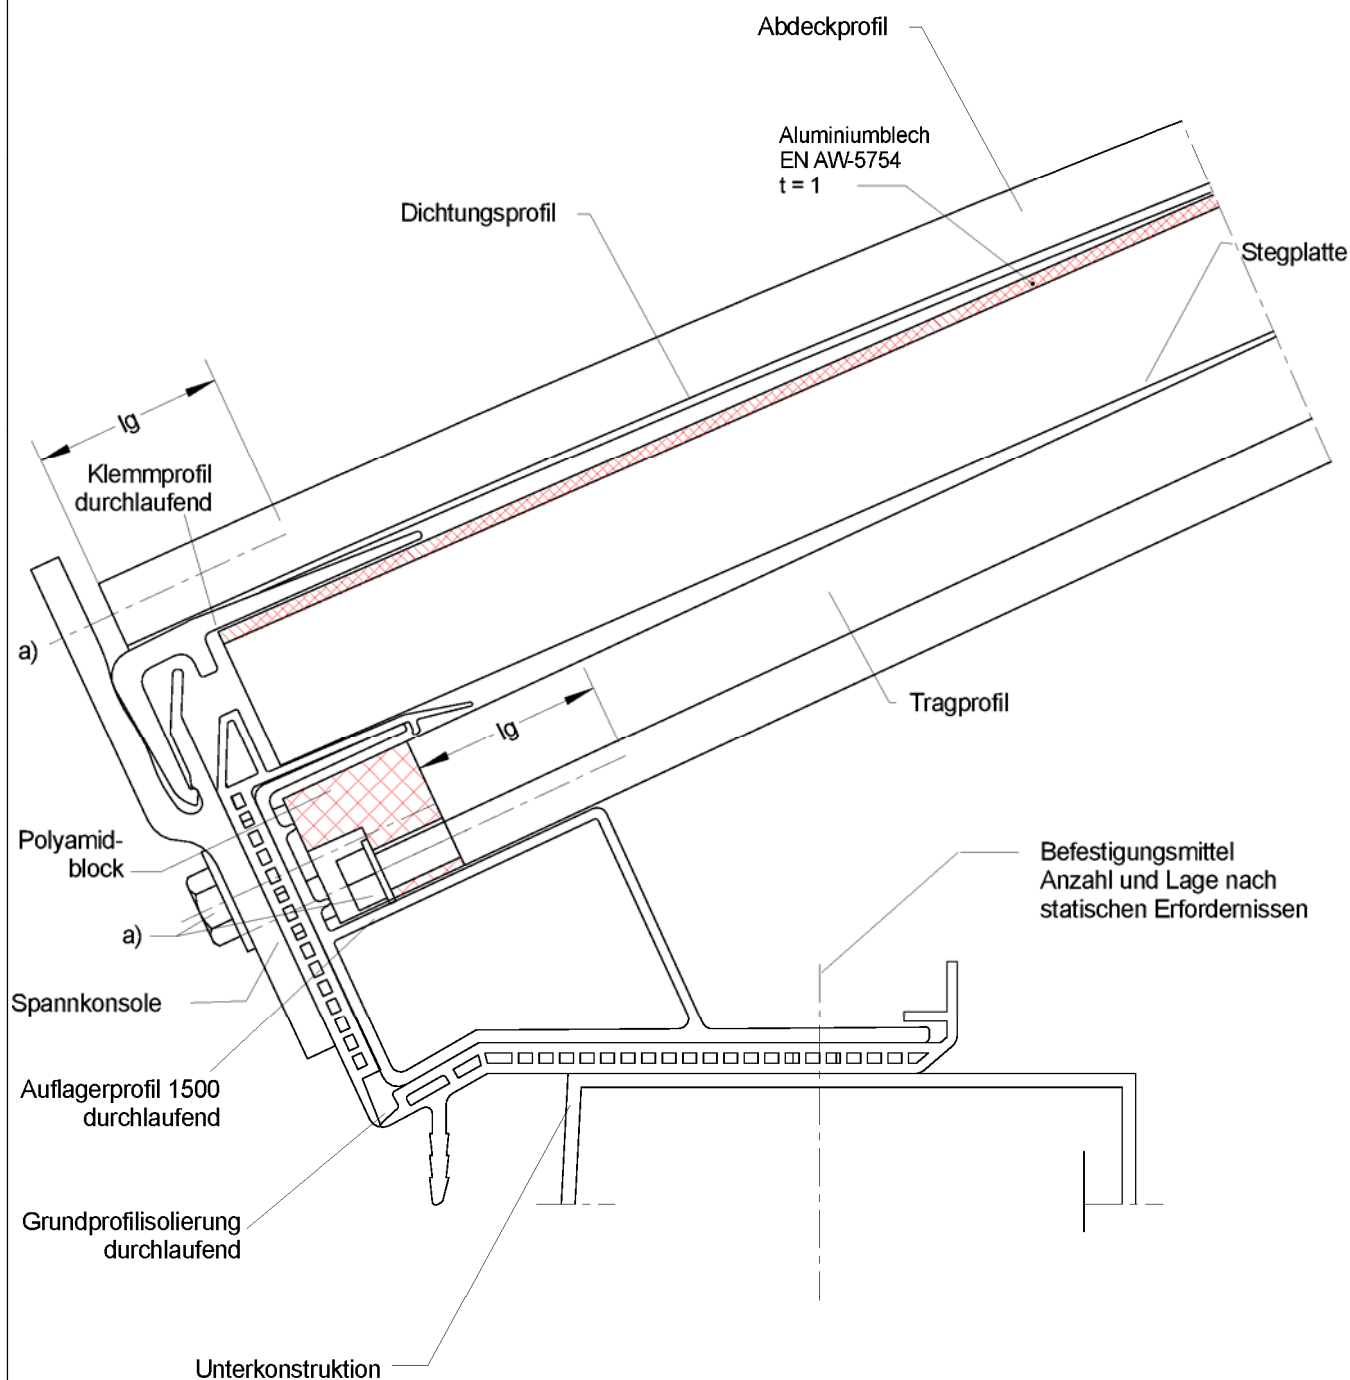 Abdeckprofil
Aluminiumblech
EN AW-5754
t = 1
Dichtungsprofil
Stegplatte
lg
Klemmprofil
durchlaufend
a)
Tragprofil
lg
Polyamid-
block
Befestigungsmittel
Anzahl und Lage nach
statischen Erfordernissen
a)
Spannkonsole
Auflagerprofil 1500
durchlaufend
Grundprofilisolierung
durchlaufend
Unterkonstruktion